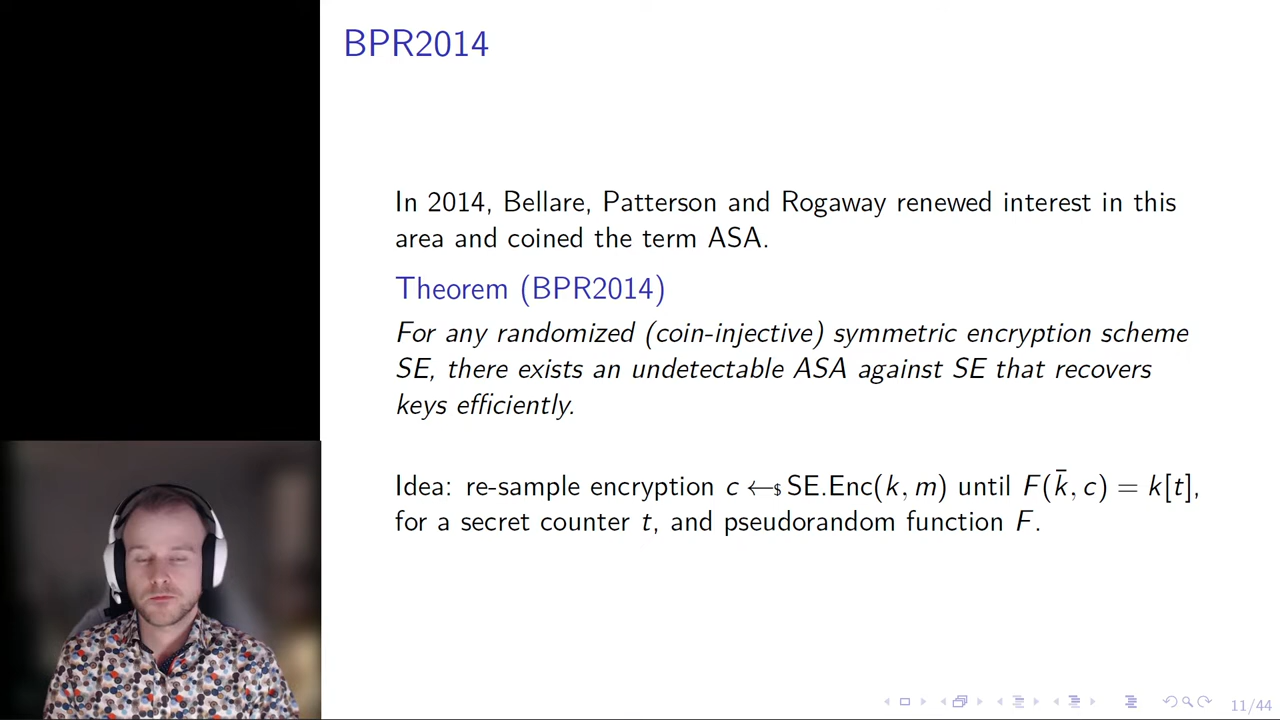 BPR2014
In 2014, Bellare, Patterson and Rogaway renewed interest in this
area and coined the term ASA.
Theorem (BPR2014)
For any randomized (coin-injective) symmetric encryption scheme
SE, there exists an undetectable ASA against SE that recovers
keys efficiently.
Idea: re-sample encryption c ←$ SE.Enc(k, m) until F(k̄, c) = k[t],
for a secret counter t, and pseudorandom function F.
11/44